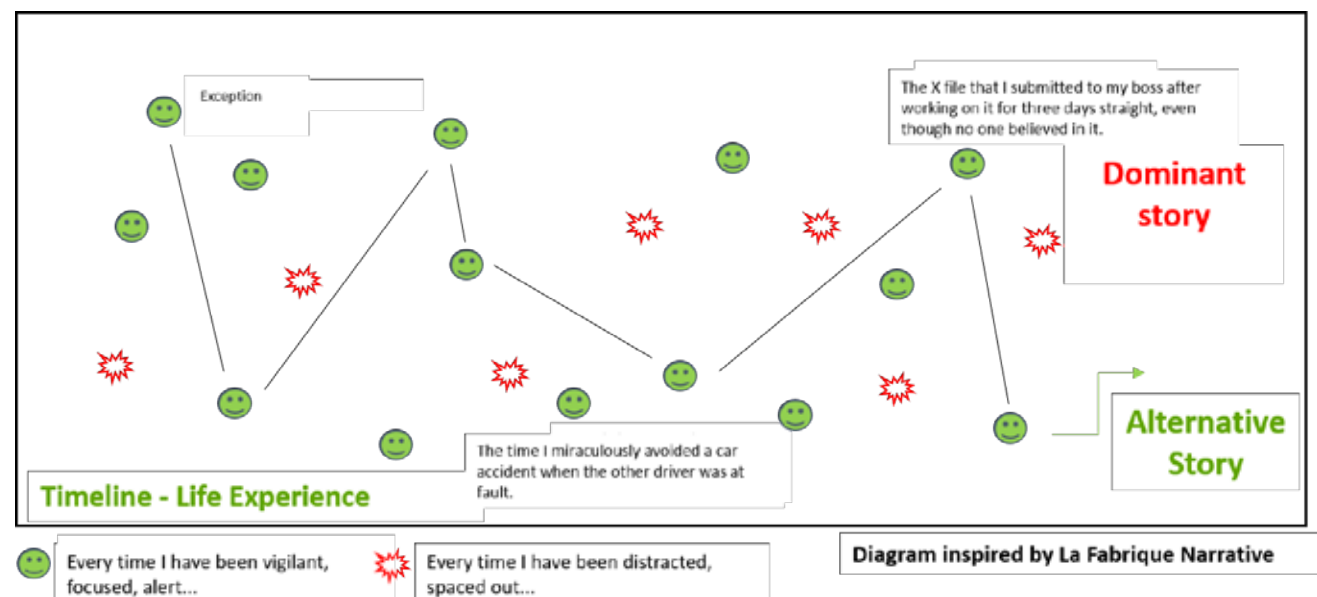 Exception
The X file that I submitted to my boss after
working on it for three days straight, even
though no one believed in it.
Dominant
story
Alternative
Story
The time I miraculously avoided a car
accident when the other driver was at
fault.
Timeline - Life Experience
Every time I have been vigilant,
focused, alert...
Every time I have been distracted,
spaced out...
Diagram inspired by La Fabrique Narrative